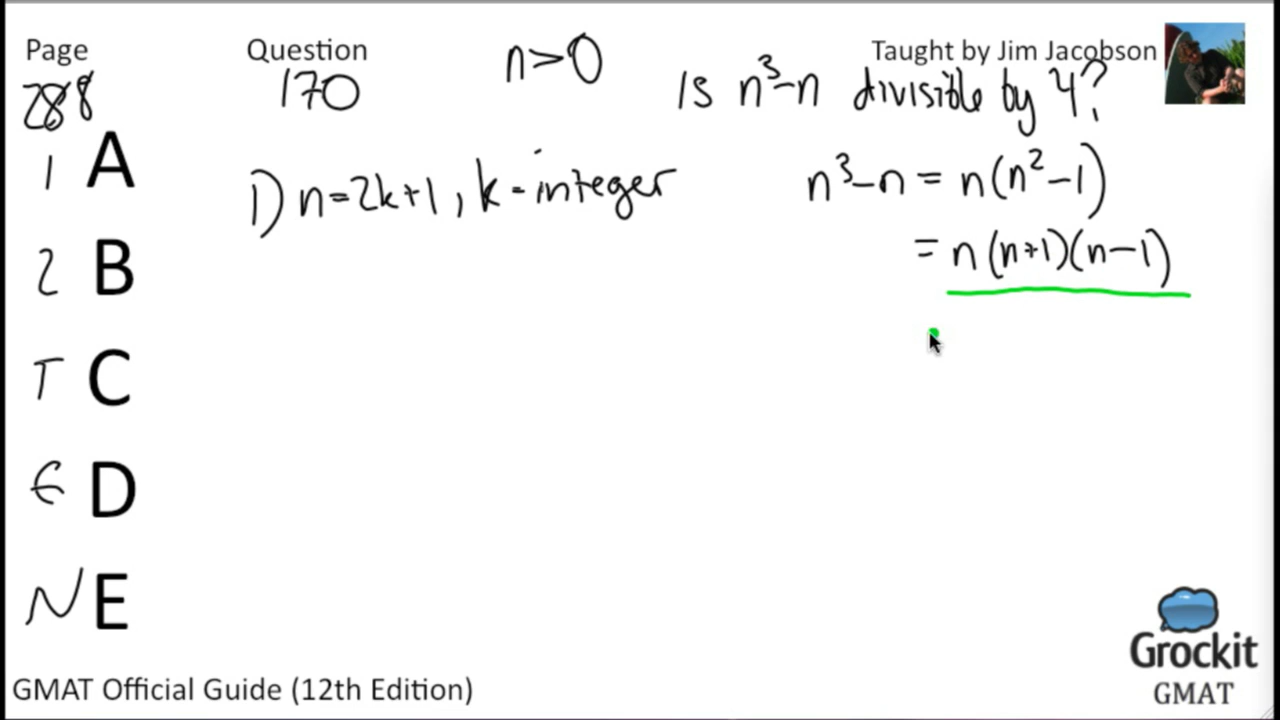 Page
Question
n>0
Taught by Jim Jacobson
288
170
Is n³-n divisible by 4?
1 A
1) n=2k+1, k-integer
n³-n = n(n²-1)
= n(n+1)(n-1)
2 B
T C
E D
N E
Grockit
GMAT
GMAT Official Guide (12th Edition)